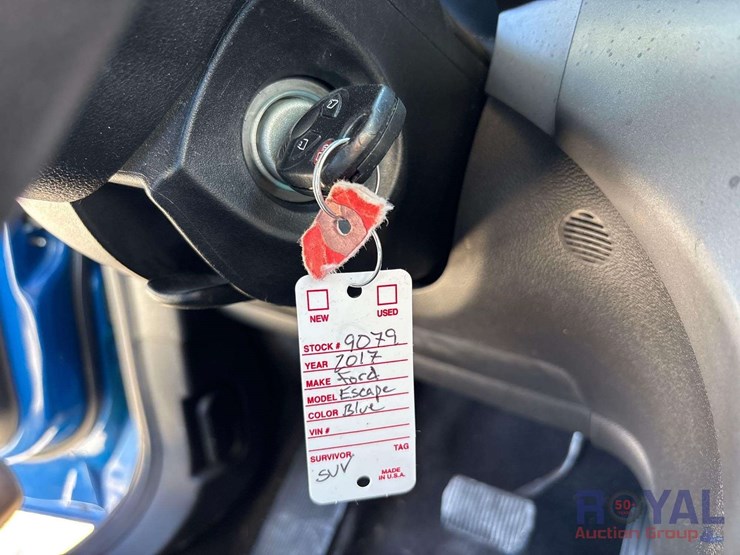 NEW USED
STOCK # 9079
YEAR 2017
MAKE Ford
MODEL Escape
COLOR Blue
VIN #
SURVIVOR TAG
SUV
MADE
IN U.S.A.
ROYAL
50
Auction Group